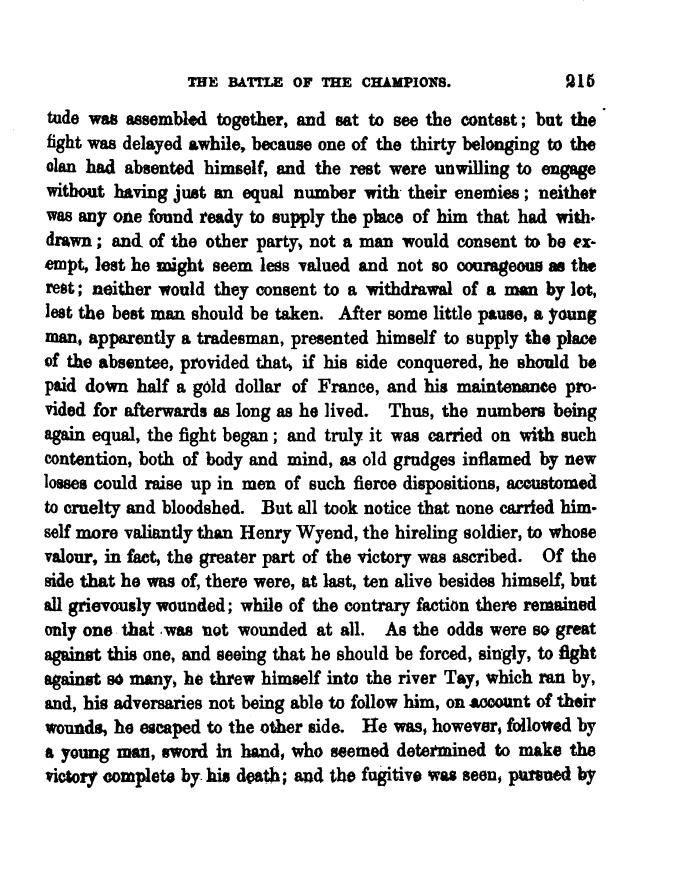 THE BATTLE OF THE CHAMPIONS. 215
tude was assembled together, and sat to see the contest; but the
fight was delayed awhile, because one of the thirty belonging to the
clan had absented himself, and the rest were unwilling to engage
without having just an equal number with their enemies; neither
was any one found ready to supply the place of him that had with-
drawn; and of the other party, not a man would consent to be ex-
empt, lest he might seem less valued and not so courageous as the
rest; neither would they consent to a withdrawal of a man by lot,
lest the best man should be taken. After some little pause, a young
man, apparently a tradesman, presented himself to supply the place
of the absentee, provided that, if his side conquered, he should be
paid down half a gold dollar of France, and his maintenance pro-
vided for afterwards as long as he lived. Thus, the numbers being
again equal, the fight began; and truly it was carried on with such
contention, both of body and mind, as old grudges inflamed by new
losses could raise up in men of such fierce dispositions, accustomed
to cruelty and bloodshed. But all took notice that none carried him-
self more valiantly than Henry Wyend, the hireling soldier, to whose
valour, in fact, the greater part of the victory was ascribed. Of the
side that he was of, there were, at last, ten alive besides himself, but
all grievously wounded; while of the contrary faction there remained
only one that was not wounded at all. As the odds were so great
against this one, and seeing that he should be forced, singly, to fight
against so many, he threw himself into the river Tay, which ran by,
and, his adversaries not being able to follow him, on account of their
wounds, he escaped to the other side. He was, however, followed by
a young man, sword in hand, who seemed determined to make the
victory complete by his death; and the fugitive was seen, pursued by